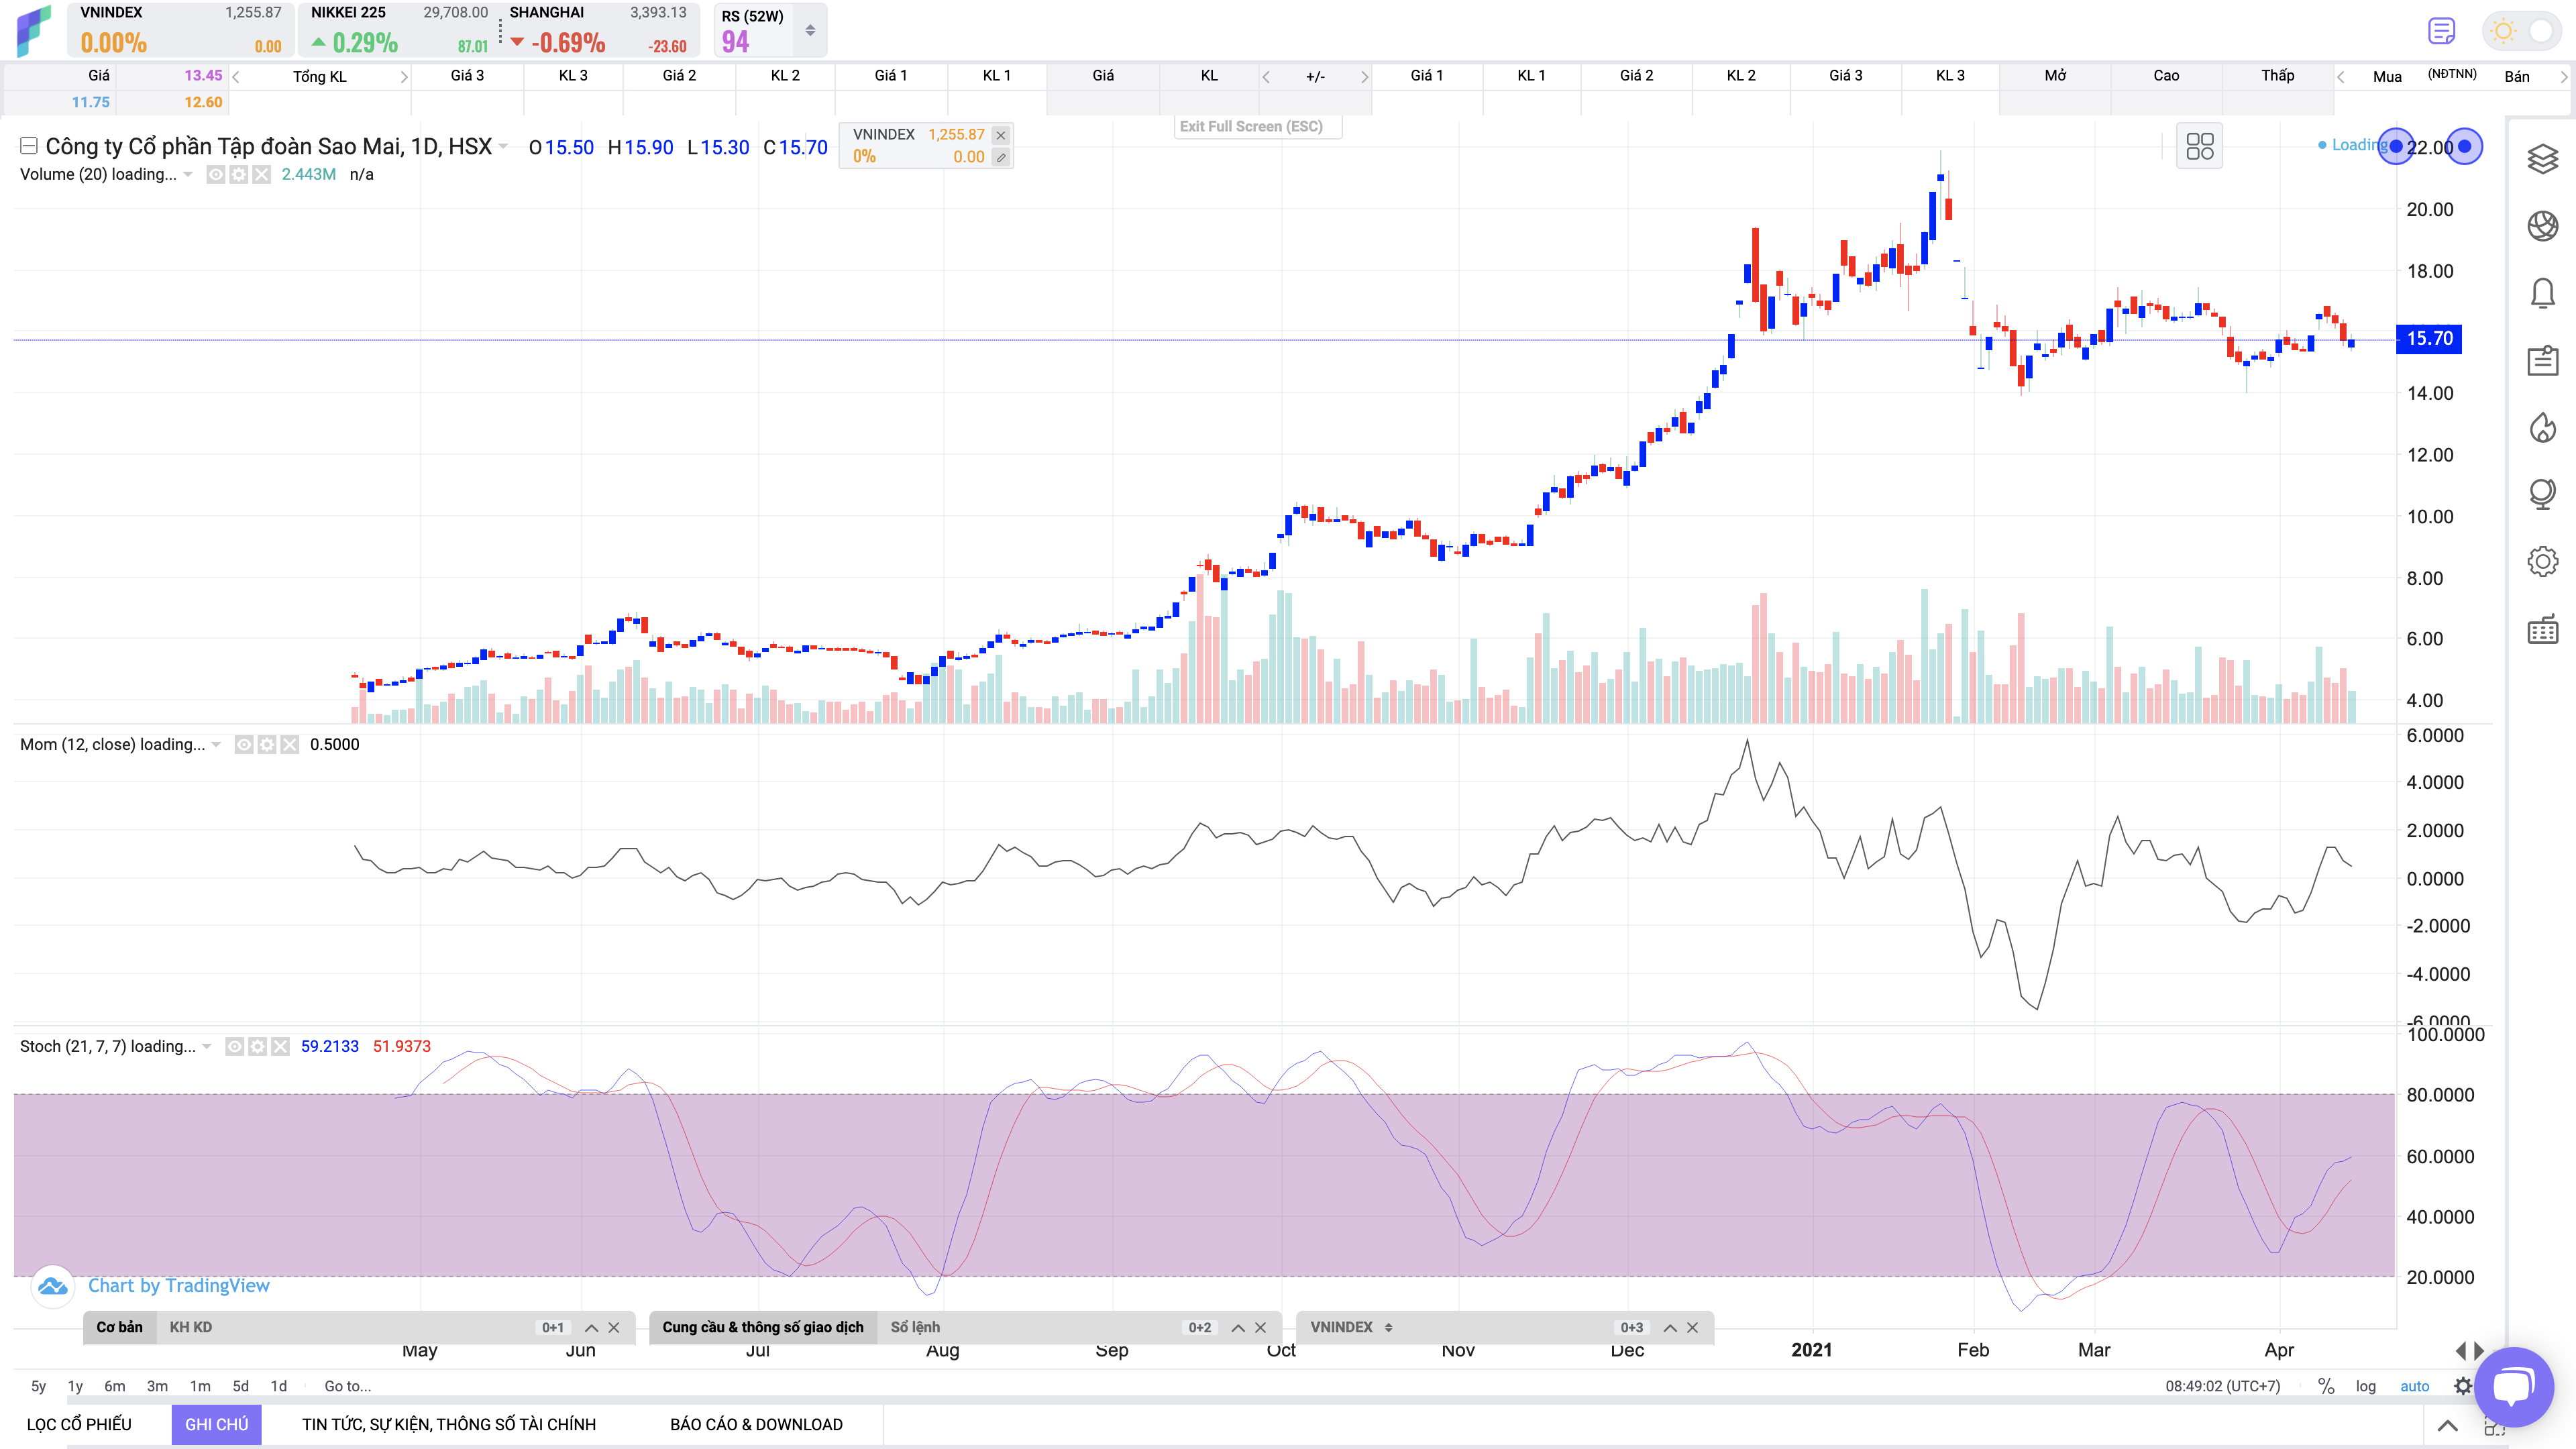 VNINDEX 1,255.87 NIKKEI 225 29,708.00 SHANGHAI 3,393.13 RS (52W)
0.00% 0.00 0.29% 87.01 -0.69% -23.60 94
Giá 13.45 Tổng KL Giá 3 KL 3 Giá 2 KL 2 Giá 1 KL 1 Giá KL +/- Giá 1 KL 1 Giá 2 KL 2 Giá 3 KL 3 Mở Cao Thấp Mua (NĐTNN) Bán
11.75 12.60
Exit Full Screen (ESC)
Công ty Cổ phần Tập đoàn Sao Mai, 1D, HSX O15.50 H15.90 L15.30 C15.70
VNINDEX 1,255.87
0% 0.00
Loading
Volume (20) loading... 2.443M n/a
22.00
20.00
18.00
15.70
14.00
12.00
10.00
8.00
6.00
4.00
Mom (12, close) loading... 0.5000
6.0000
4.0000
2.0000
0.0000
-2.0000
-4.0000
-6.0000
Stoch (21, 7, 7) loading... 59.2133 51.9373
100.0000
80.0000
60.0000
40.0000
20.0000
Chart by TradingView
Cơ bản KH KD 0+1 Cung cầu & thông số giao dịch Sổ lệnh 0+2 VNINDEX 0+3
May Jun Jul Aug Sep Oct Nov Dec 2021 Feb Mar Apr
5y 1y 6m 3m 1m 5d 1d Go to... 08:49:02 (UTC+7) % log auto
LỌC CỔ PHIẾU GHI CHÚ TIN TỨC, SỰ KIỆN, THÔNG SỐ TÀI CHÍNH BÁO CÁO & DOWNLOAD